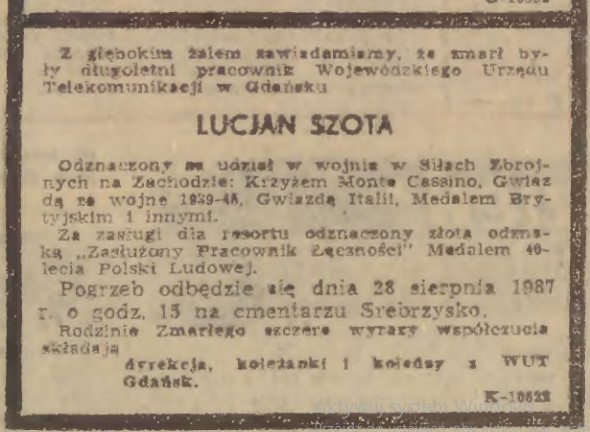 Z głębokim żalem zawiadamiamy, że zmarł by-
ły długoletni pracownik Wojewódzkiego Urzędu
Telekomunikacji w Gdańsku
LUCJAN SZOTA
Odznaczony za udział w wojnie w Siłach Zbroj-
nych na Zachodzie: Krzyżem Monte Cassino, Gwiaz
dą za wojnę 1939-45, Gwiazdą Italii, Medalem Bry-
tyjskim i innymi.
Za zasługi dla resortu odznaczony złotą odzna-
ką „Zasłużony Pracownik Łączności" Medalem 40-
lecia Polski Ludowej.
Pogrzeb odbędzie się dnia 28 sierpnia 1987
r. o godz. 15 na cmentarzu Srebrzysko.
Rodzinie Zmarłego szczere wyrazy współczucia
składają
dyrekcja, koleżanki i koledzy z WUT
Gdańsk.
K-10822
Aktywuj system Windows